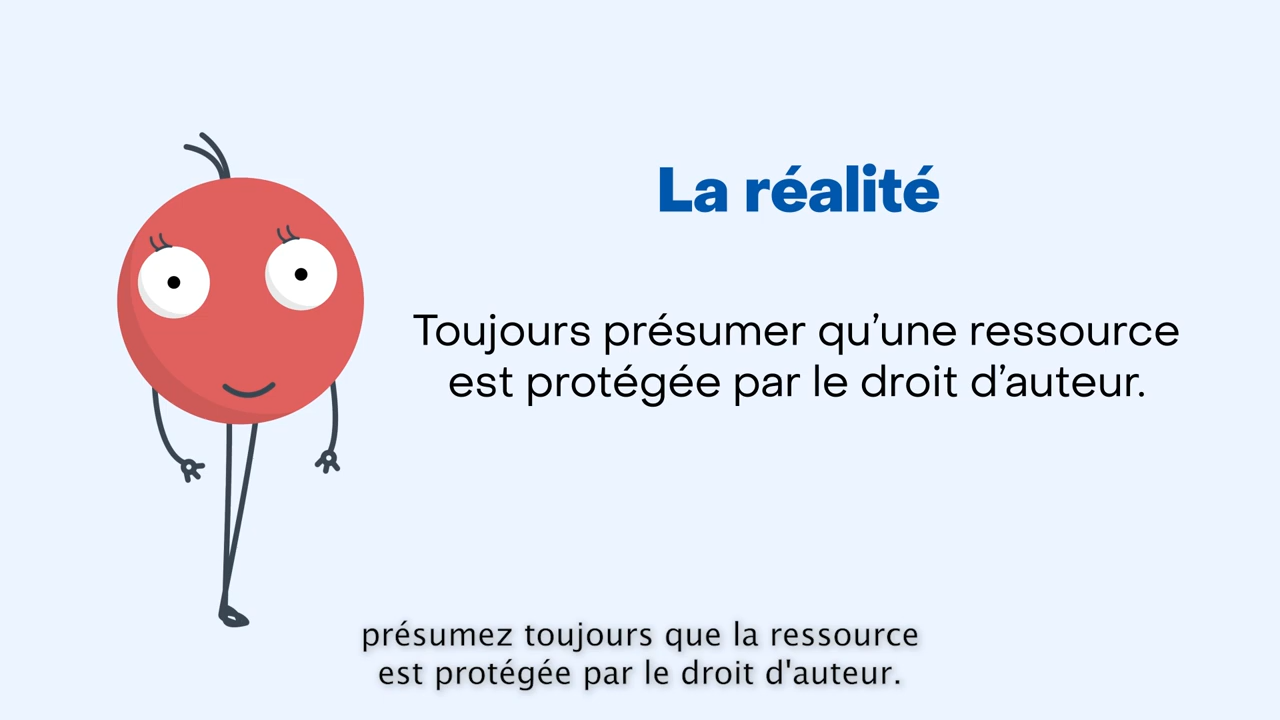 La réalité
Toujours présumer qu’une ressource
est protégée par le droit d’auteur.
présumez toujours que la ressource
est protégée par le droit d'auteur.